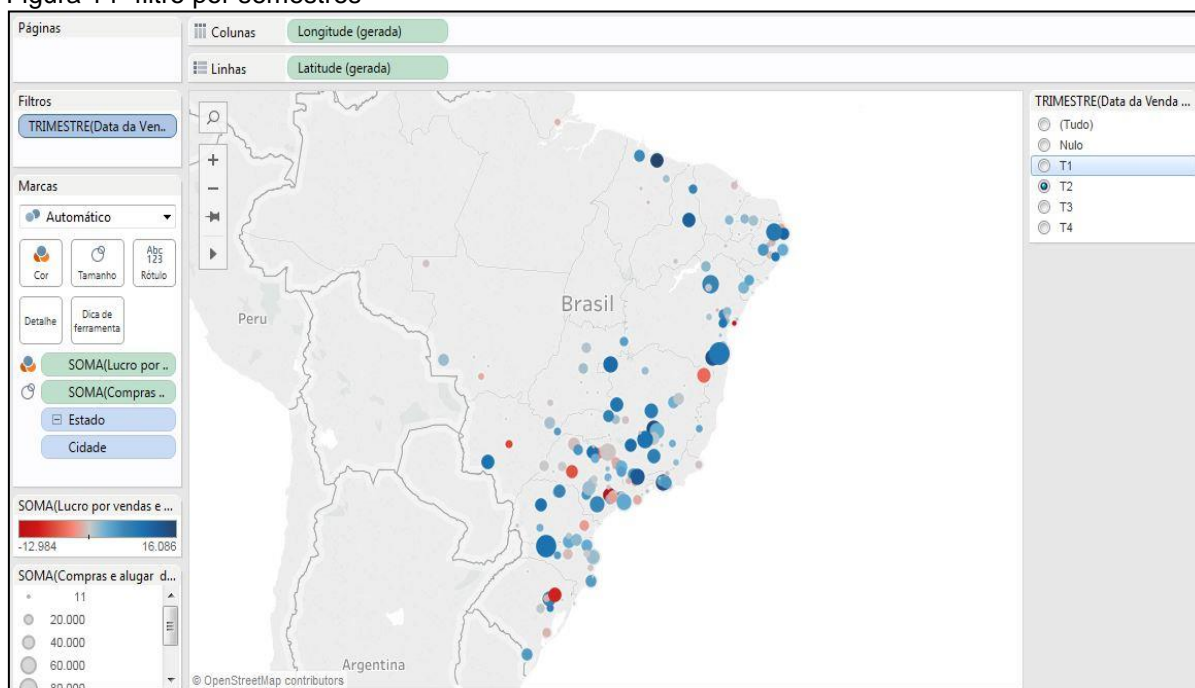 Figura 11- filtro por semestres
Páginas
Colunas
Longitude (gerada)
Linhas
Latitude (gerada)
Filtros
TRIMESTRE(Data da Ven..
Marcas
Automático
Cor
Tamanho
Abc
123
Rótulo
Detalhe
Dica de
ferramenta
SOMA(Lucro por ..
SOMA(Compras ..
Estado
Cidade
SOMA(Lucro por vendas e ...
-12.984
16.086
SOMA(Compras e alugar d...
11
20.000
40.000
60.000
80.000
Brasil
Peru
Argentina
© OpenStreetMap contributors
TRIMESTRE(Data da Venda ...
(Tudo)
Nulo
T1
T2
T3
T4